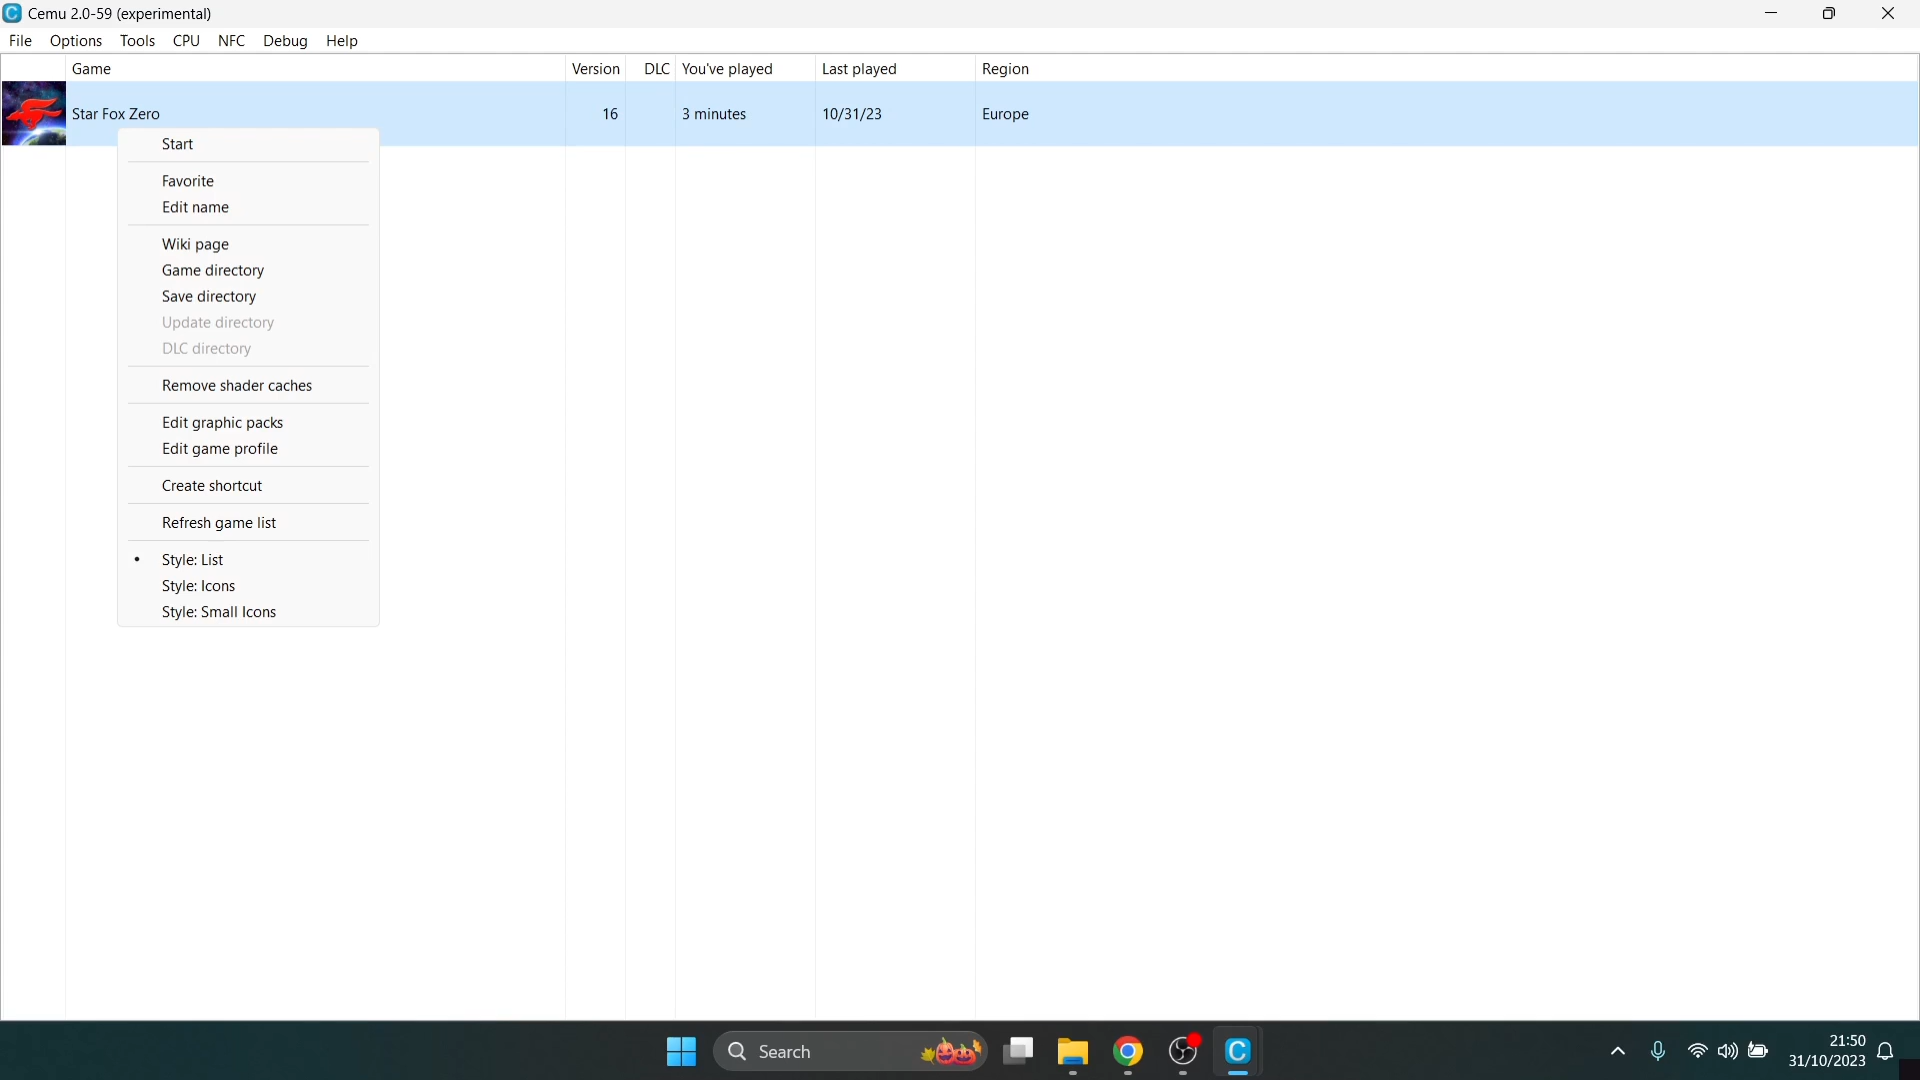 Cemu 2.0-59 (experimental)
File Options Tools CPU NFC Debug Help
Game Version DLC You've played Last played Region
Star Fox Zero 16 3 minutes 10/31/23 Europe
Start
Favorite
Edit name
Wiki page
Game directory
Save directory
Update directory
DLC directory
Remove shader caches
Edit graphic packs
Edit game profile
Create shortcut
Refresh game list
• Style: List
Style: Icons
Style: Small Icons
Search
21:50
31/10/2023